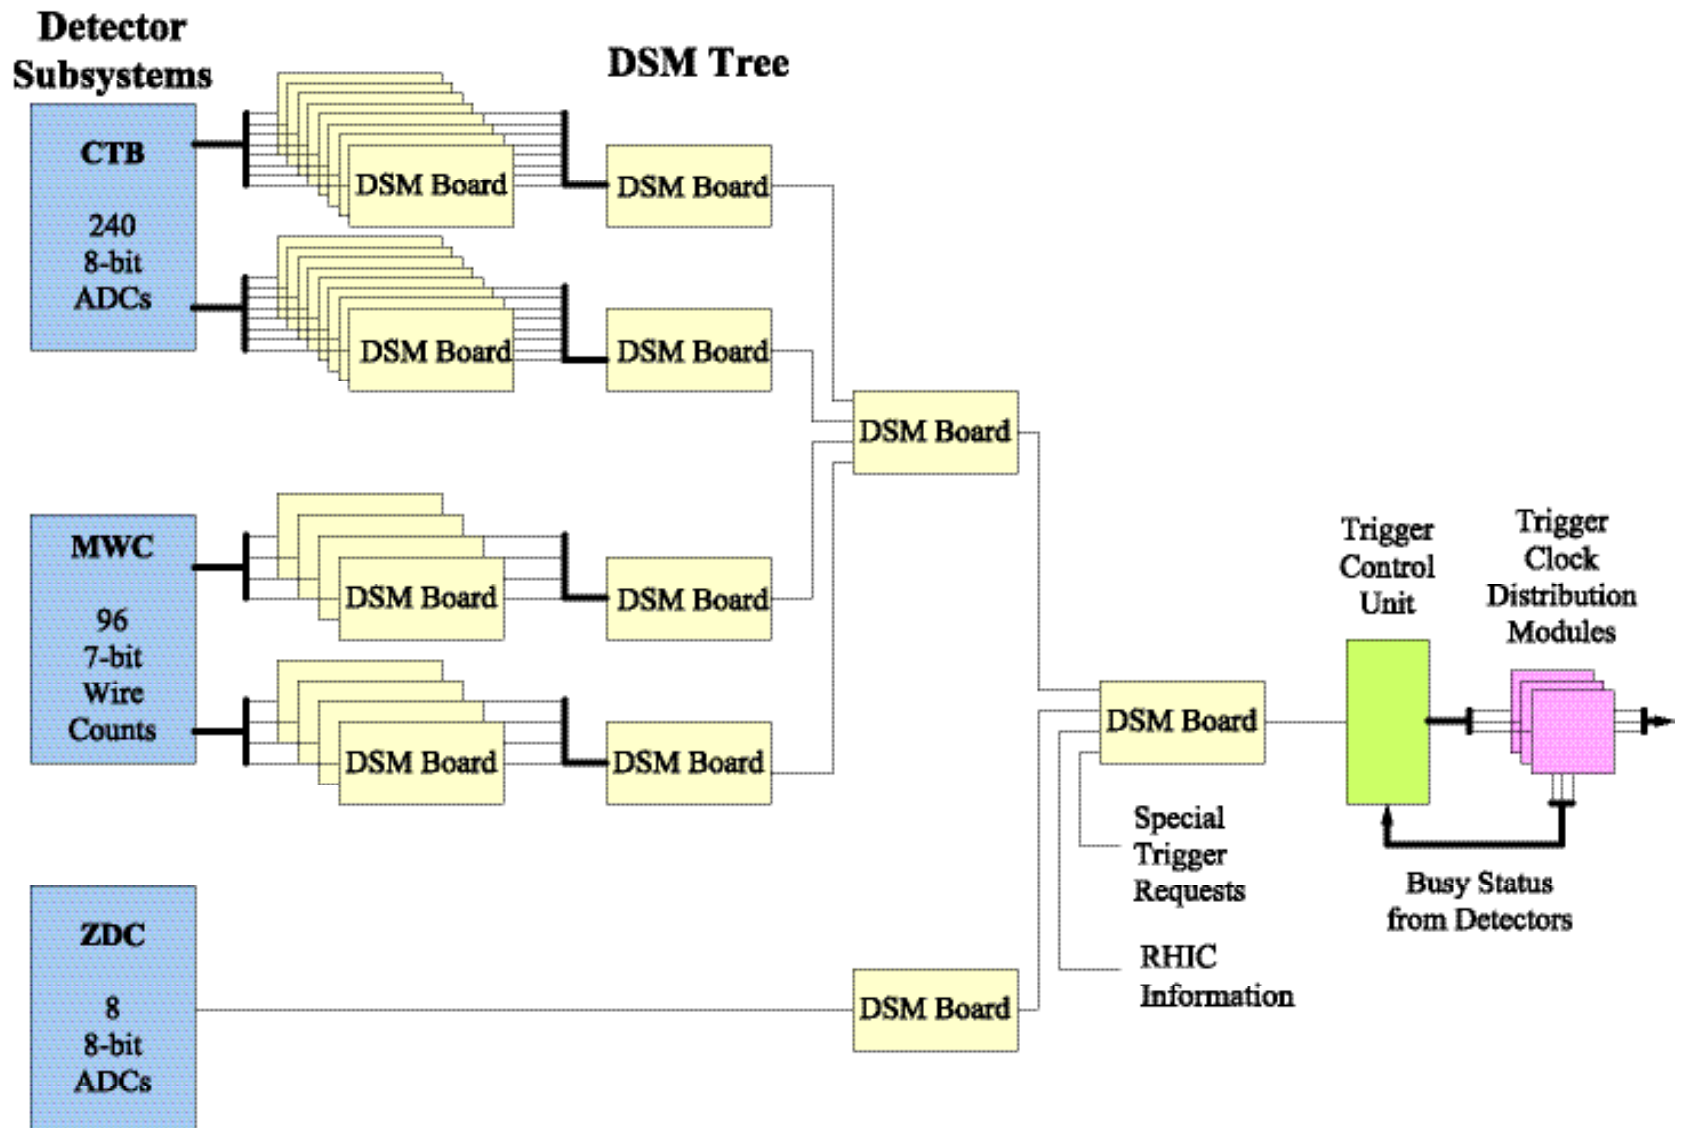 Detector
Subsystems
DSM Tree
CTB
240
8-bit
ADCs
DSM Board
DSM Board
DSM Board
DSM Board
DSM Board
MWC
96
7-bit
Wire
Counts
DSM Board
DSM Board
DSM Board
DSM Board
DSM Board
Trigger
Control
Unit
Trigger
Clock
Distribution
Modules
Special
Trigger
Requests
RHIC
Information
Busy Status
from Detectors
ZDC
8
8-bit
ADCs
DSM Board